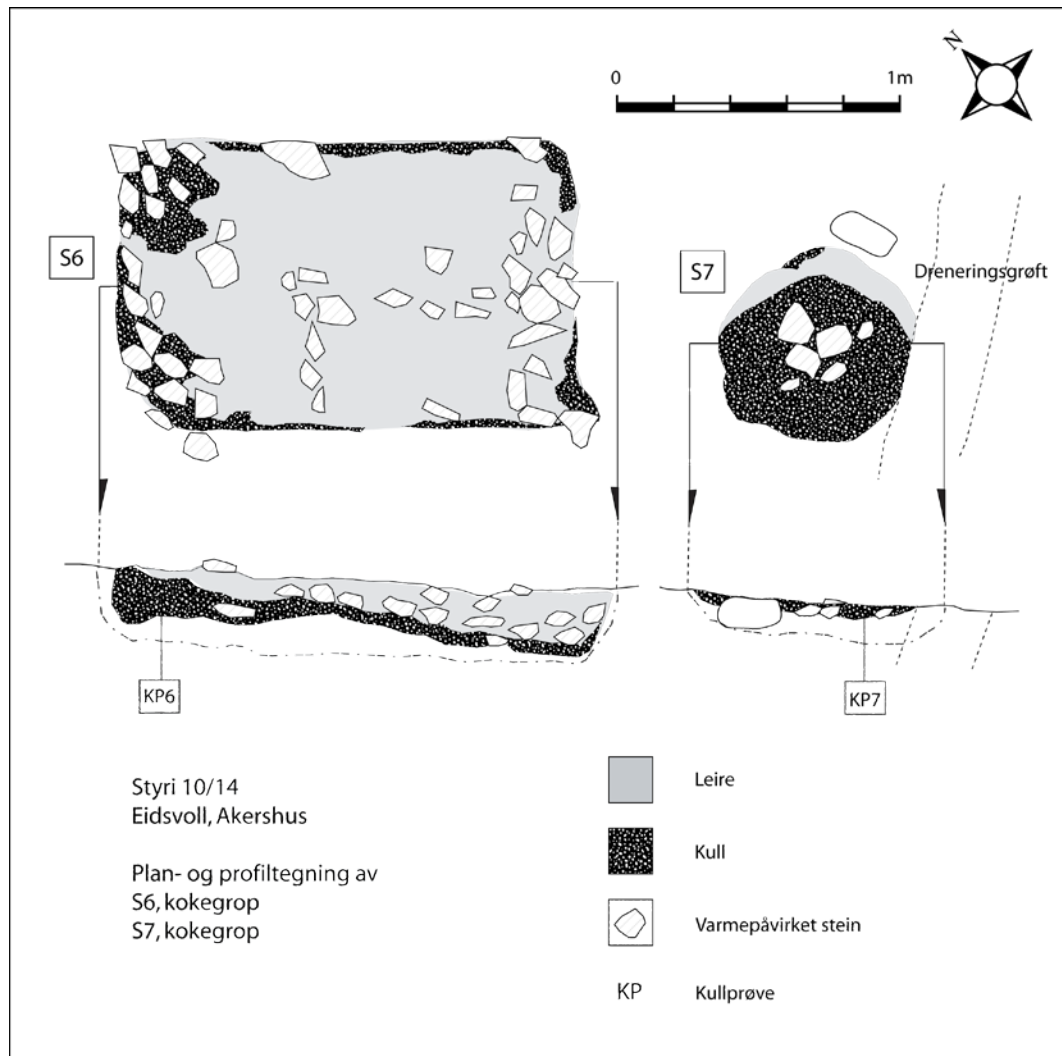 N
0 1m
S6
S7
Dreneringsgrøft
KP6
KP7
Styri 10/14
Eidsvoll, Akershus
Plan- og profiltegning av
S6, kokegrop
S7, kokegrop
Leire
Kull
Varmepåvirket stein
KP Kullprøve